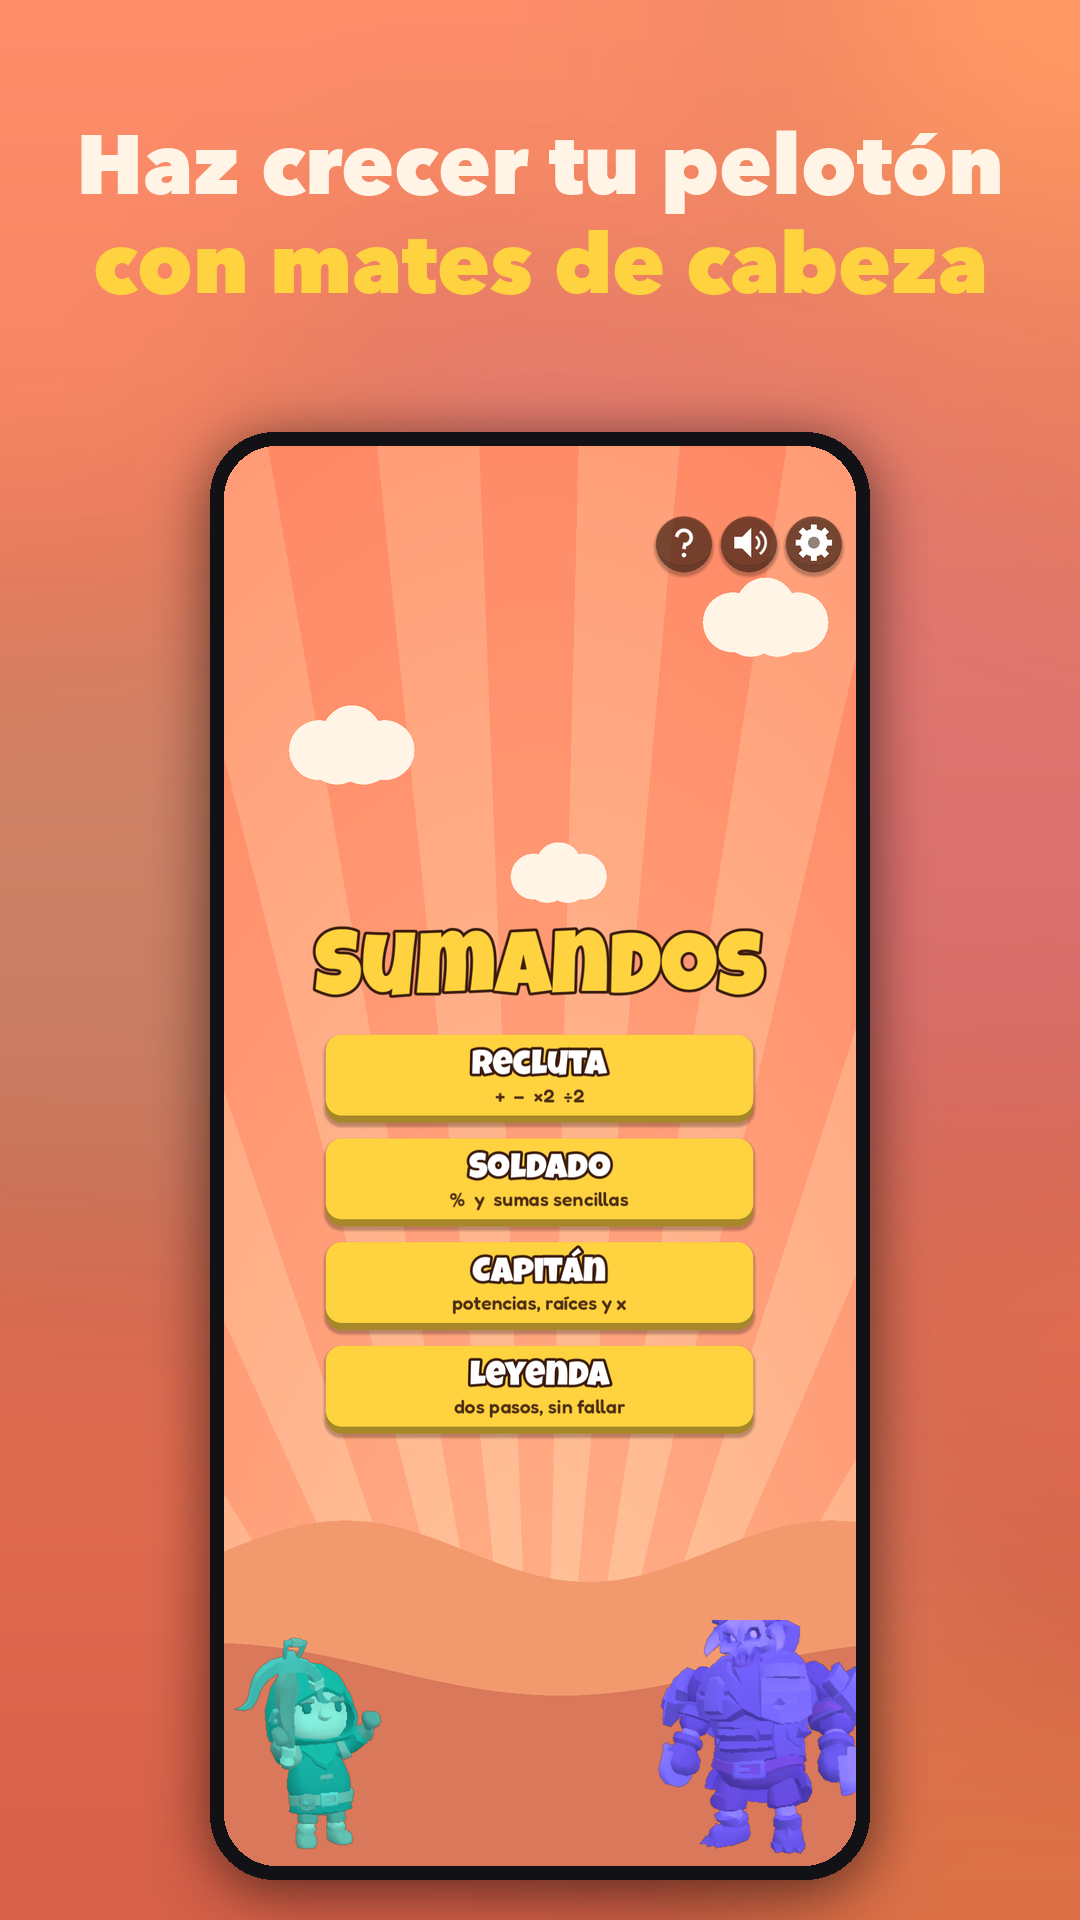 Haz crecer tu pelotón
con mates de cabeza
?
SUMANDOS
RECLUTA
+ − ×2 ÷2
SOLDADO
% y sumas sencillas
CAPITÁN
potencias, raíces y x
LEYENDA
dos pasos, sin fallar